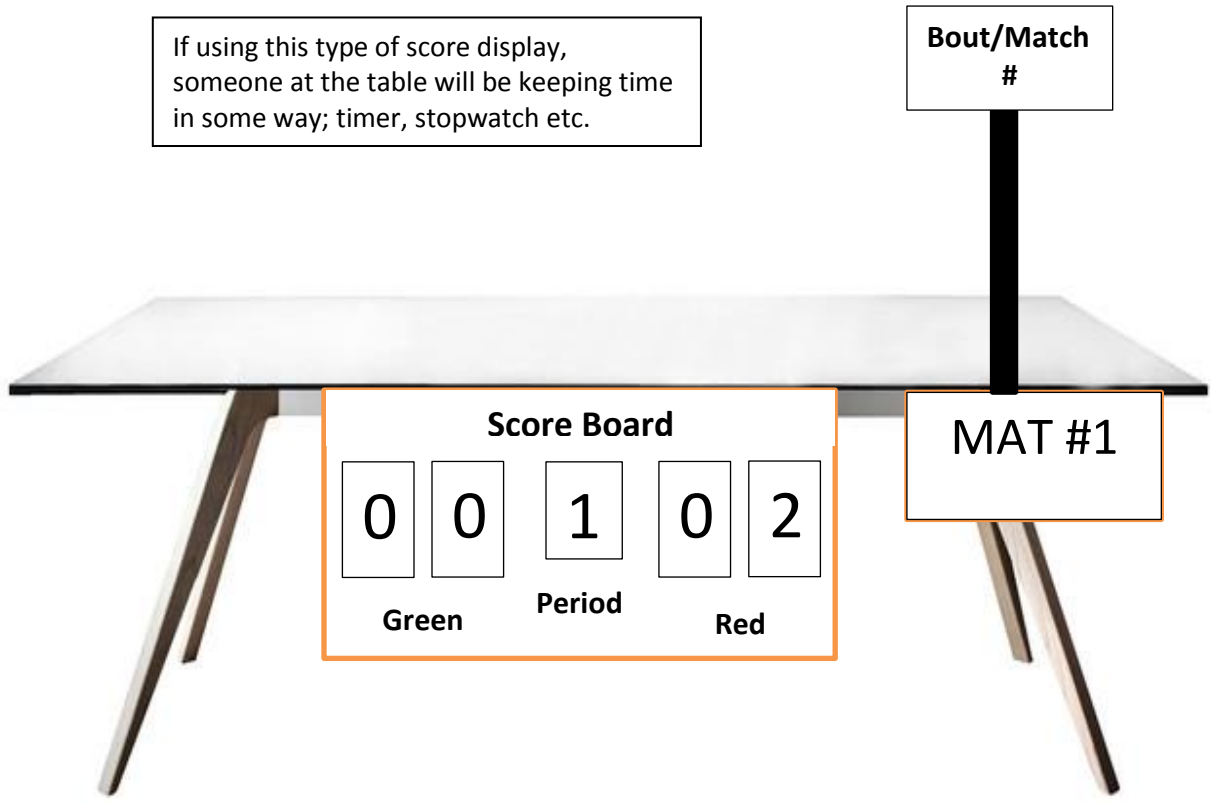 If using this type of score display,
someone at the table will be keeping time
in some way; timer, stopwatch etc.
Bout/Match
#
Score Board
MAT #1
0 0 1 0 2
Green Period Red